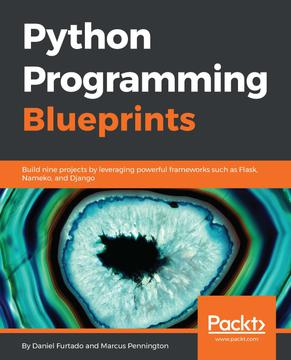 Python
Programming
Blueprints
Build nine projects by leveraging powerful frameworks such as Flask,
Nameko, and Django
Packt>
www.packt.com
By Daniel Furtado and Marcus Pennington